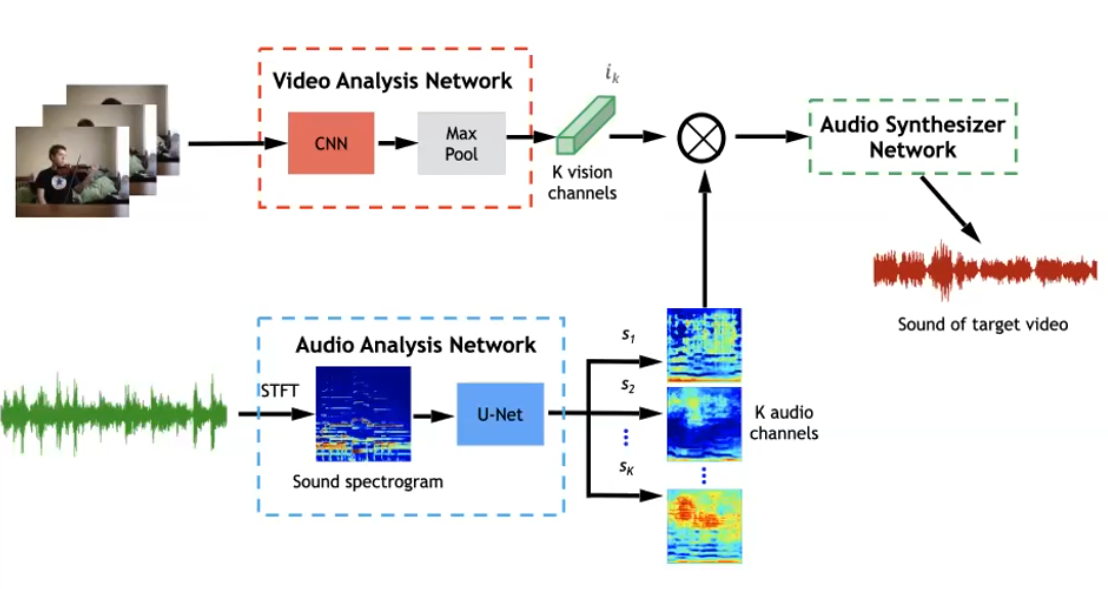 Video Analysis Network
CNN
Max
Pool
i_k
K vision
channels
Audio Synthesizer
Network
Sound of target video
Audio Analysis Network
STFT
Sound spectrogram
U-Net
s_1
s_2
s_K
K audio
channels